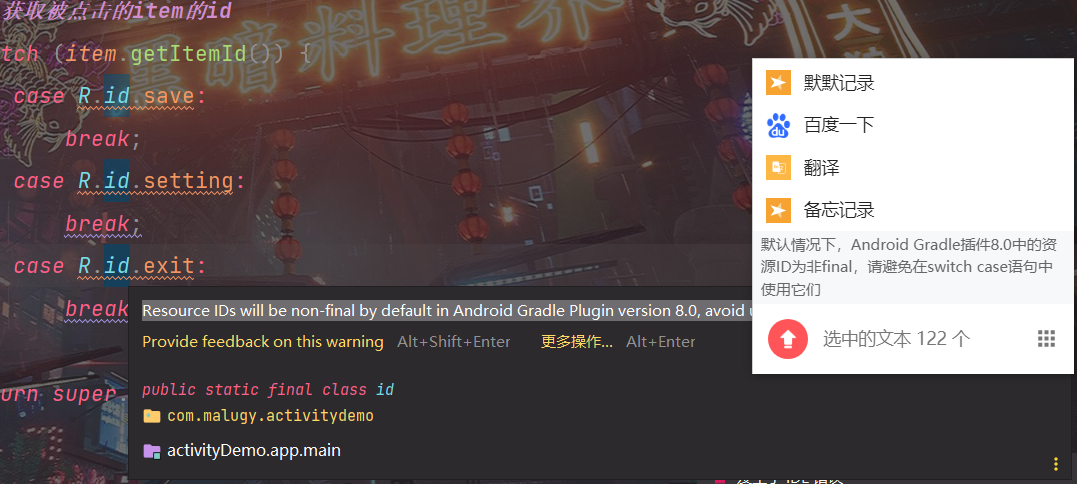 获取被点击的item的id
tch (item.getItemId()) {
case R.id.save:
break;
case R.id.setting:
break;
case R.id.exit:
break
urn super.
Resource IDs will be non-final by default in Android Gradle Plugin version 8.0, avoid
Provide feedback on this warning Alt+Shift+Enter 更多操作... Alt+Enter
public static final class id
com.malugy.activitydemo
activityDemo.app.main
默默记录
du 百度一下
翻译
备忘记录
默认情况下，Android Gradle插件8.0中的资
源ID为非final，请避免在switch case语句中
使用它们
选中的文本 122 个